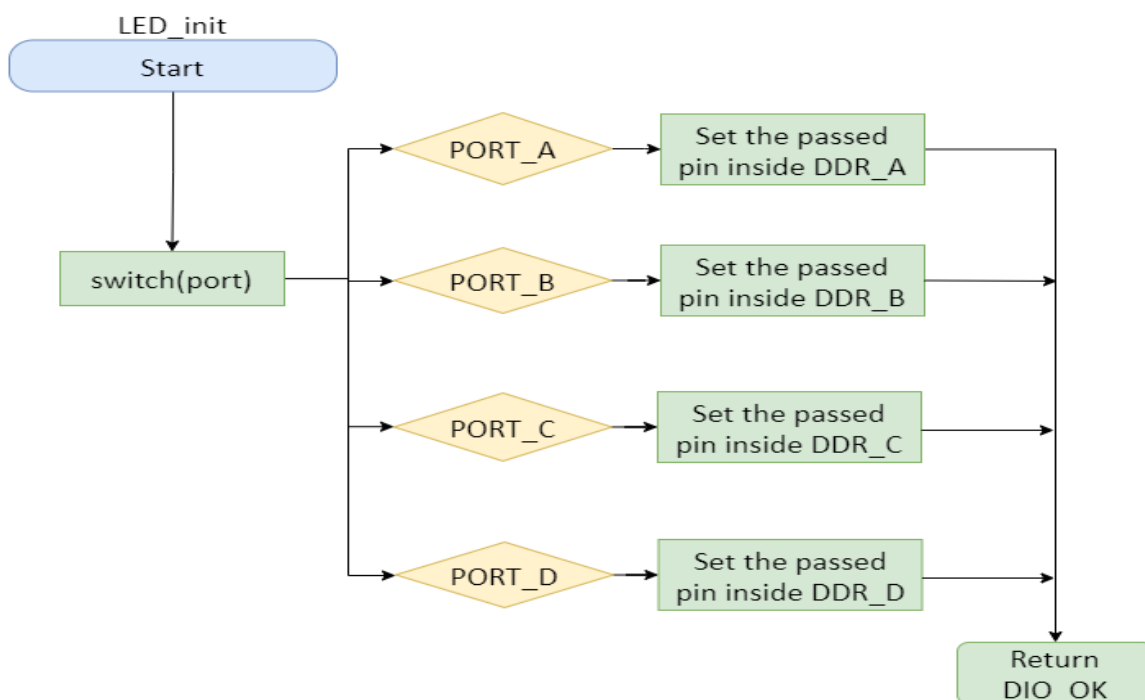 LED_init
Start
switch(port)
PORT_A
Set the passed
pin inside DDR_A
PORT_B
Set the passed
pin inside DDR_B
PORT_C
Set the passed
pin inside DDR_C
PORT_D
Set the passed
pin inside DDR_D
Return
DIO_OK